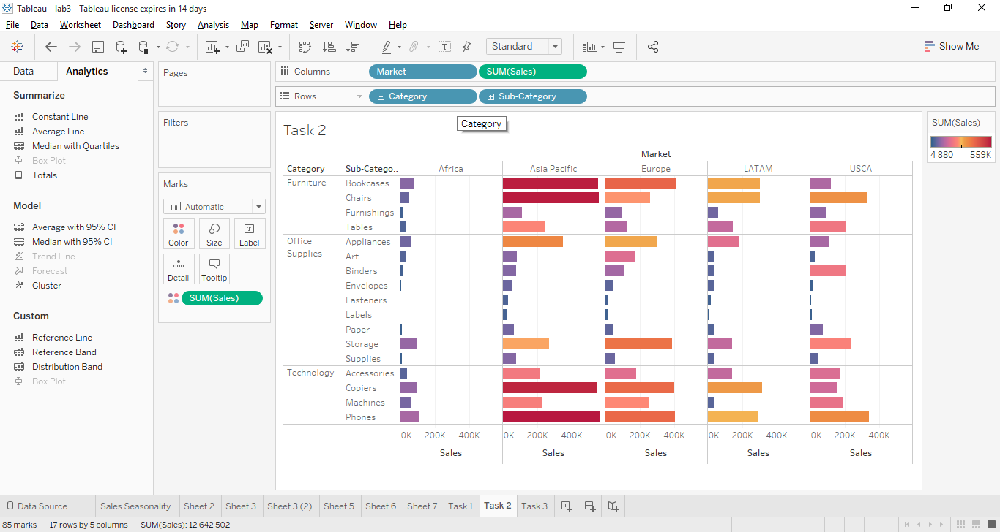 Tableau - lab3 - Tableau license expires in 14 days
File Data Worksheet Dashboard Story Analysis Map Format Server Window Help
Standard
Show Me
Data Analytics
Summarize
Constant Line
Average Line
Median with Quartiles
Box Plot
Totals
Model
Average with 95% CI
Median with 95% CI
Trend Line
Forecast
Cluster
Custom
Reference Line
Reference Band
Distribution Band
Box Plot
Pages
Filters
Marks
Automatic
Color Size Label
Detail Tooltip
SUM(Sales)
Columns Market SUM(Sales)
Rows Category Sub-Category
Category
Task 2
Market
Category Sub-Catego.. Africa Asia Pacific Europe LATAM USCA
Furniture Bookcases
Chairs
Furnishings
Tables
Office Supplies Appliances
Art
Binders
Envelopes
Fasteners
Labels
Paper
Storage
Supplies
Technology Accessories
Copiers
Machines
Phones
0K 200K 400K 0K 200K 400K 0K 200K 400K 0K 200K 400K 0K 200K 400K
Sales Sales Sales Sales Sales
SUM(Sales)
4 880 559K
Data Source Sales Seasonality Sheet 2 Sheet 3 Sheet 3 (2) Sheet 5 Sheet 6 Sheet 7 Task 1 Task 2 Task 3
85 marks 17 rows by 5 columns SUM(Sales): 12 642 502